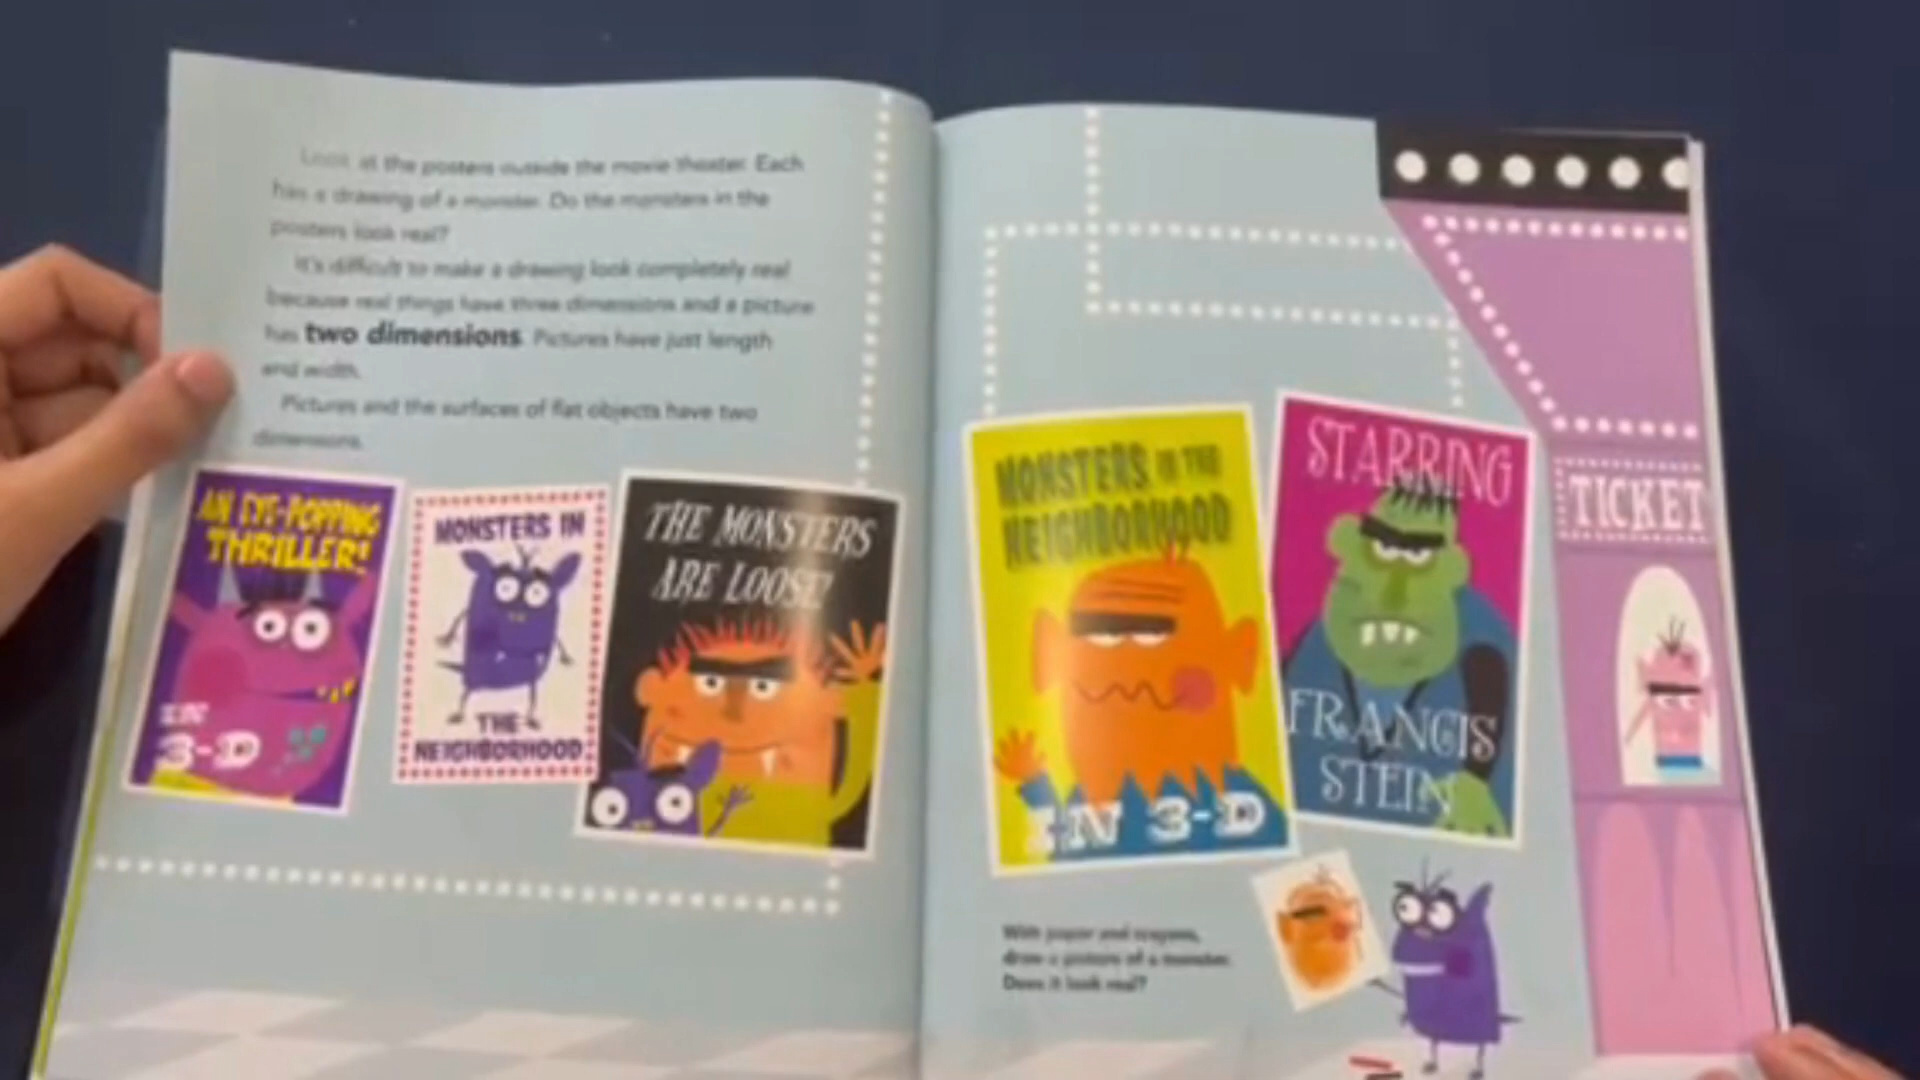 Look at the posters outside the movie theater. Each
has a drawing of a monster. Do the monsters in the
posters look real?
It's difficult to make a drawing look completely real
because real things have three dimensions and a picture
has two dimensions. Pictures have just length
and width.
Pictures and the surfaces of flat objects have two
dimensions.
AN EYE-POPPING
THRILLER!
IN
3-D
MONSTERS IN
THE
NEIGHBORHOOD
THE MONSTERS
ARE LOOSE!
MONSTERS IN THE
NEIGHBORHOOD
IN 3-D
STARRING
FRANCIS
STEIN
TICKET
With paper and crayons,
draw a picture of a monster.
Does it look real?